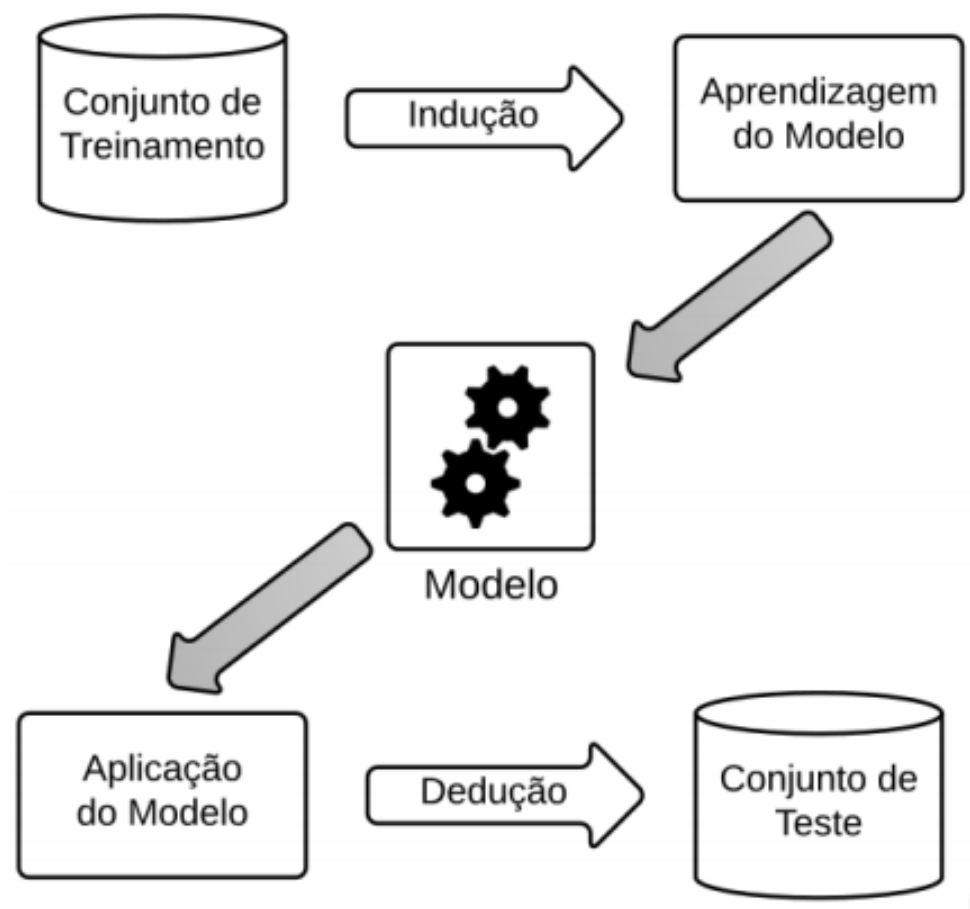 Conjunto de
Treinamento
Indução
Aprendizagem
do Modelo
Modelo
Aplicação
do Modelo
Dedução
Conjunto de
Teste